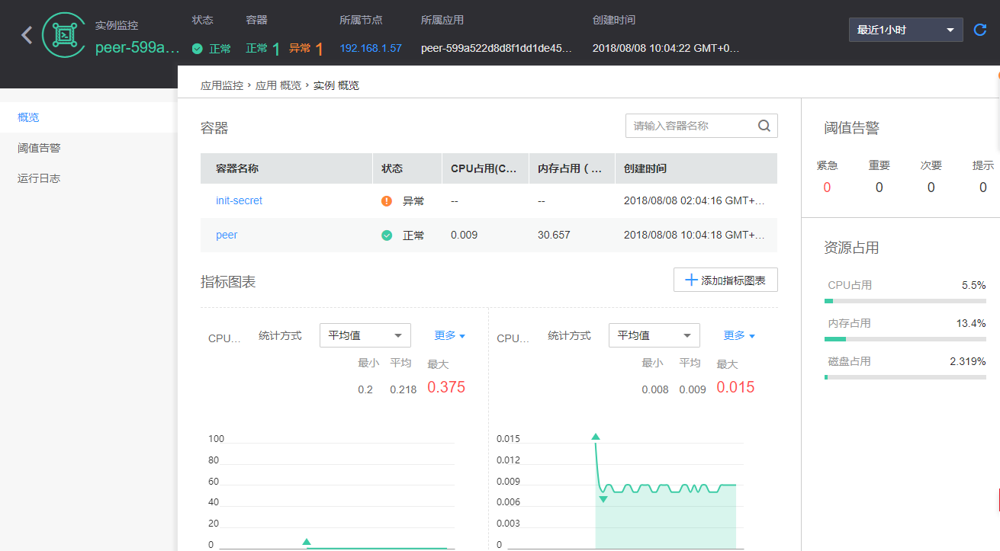 实例监控
peer-599a...
状态 容器 所属节点 所属应用 创建时间
正常 正常 1 异常 1 192.168.1.57 peer-599a522d8d8f1dd1de45... 2018/08/08 10:04:22 GMT+0...
最近1小时
概览
阈值告警
运行日志
应用监控 › 应用 概览 › 实例 概览
容器
请输入容器名称
容器名称 状态 CPU占用(C... 内存占用（... 创建时间
init-secret 异常 -- -- 2018/08/08 02:04:16 GMT+...
peer 正常 0.009 30.657 2018/08/08 10:04:18 GMT+...
指标图表
添加指标图表
CPU... 统计方式 平均值 更多
最小 平均 最大
0.2 0.218 0.375
100
80
60
40
20
0
CPU... 统计方式 平均值 更多
最小 平均 最大
0.008 0.009 0.015
0.015
0.012
0.009
0.006
0.003
0
阈值告警
紧急 重要 次要 提示
0 0 0 0
资源占用
CPU占用 5.5%
内存占用 13.4%
磁盘占用 2.319%